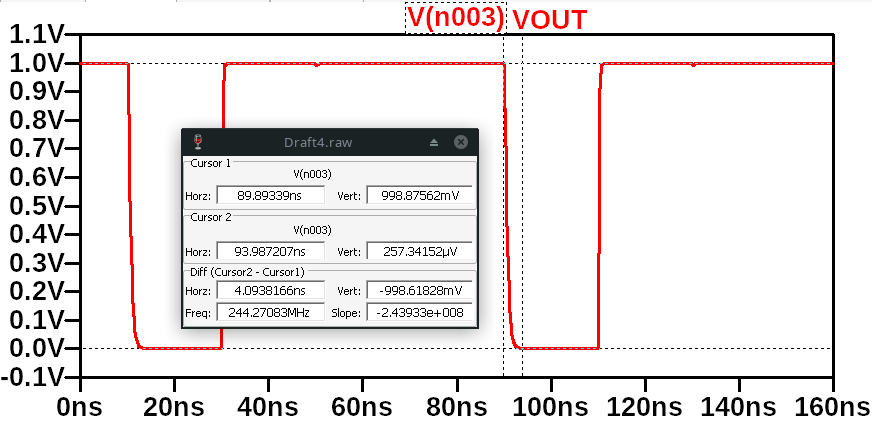 V(n003) VOUT
1.1V
1.0V
0.9V
0.8V
0.7V
0.6V
0.5V
0.4V
0.3V
0.2V
0.1V
0.0V
-0.1V
Draft4.raw
Cursor 1
V(n003)
Horz: 89.89339ns Vert: 998.87562mV
Cursor 2
V(n003)
Horz: 93.987207ns Vert: 257.34152µV
Diff (Cursor2 - Cursor1)
Horz: 4.0938166ns Vert: -998.61828mV
Freq: 244.27083MHz Slope: -2.43933e+008
0ns 20ns 40ns 60ns 80ns 100ns 120ns 140ns 160ns